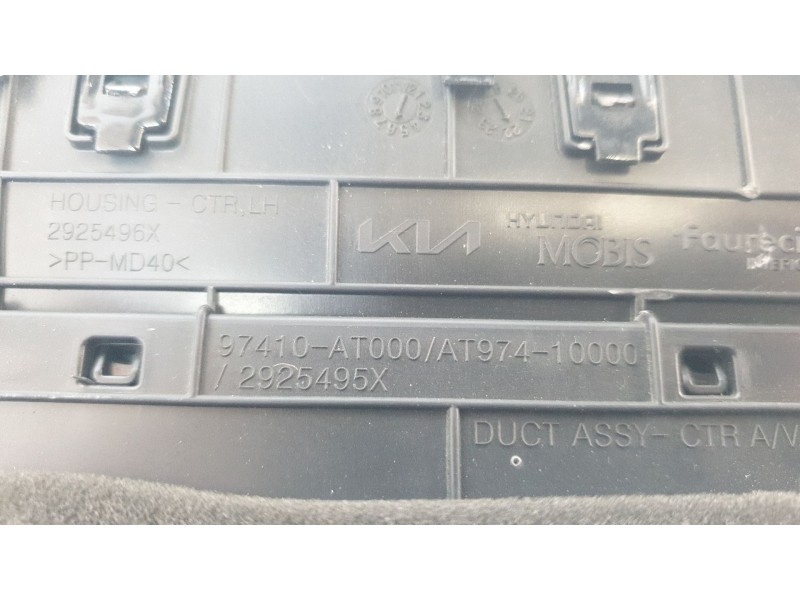 HOUSING - CTR, LH
2925496X
>PP-MD40<
KIA
HYUNDAI
MOBIS
97410-AT000/AT974-10000
/ 2925495X
DUCT ASSY- CTR A/V